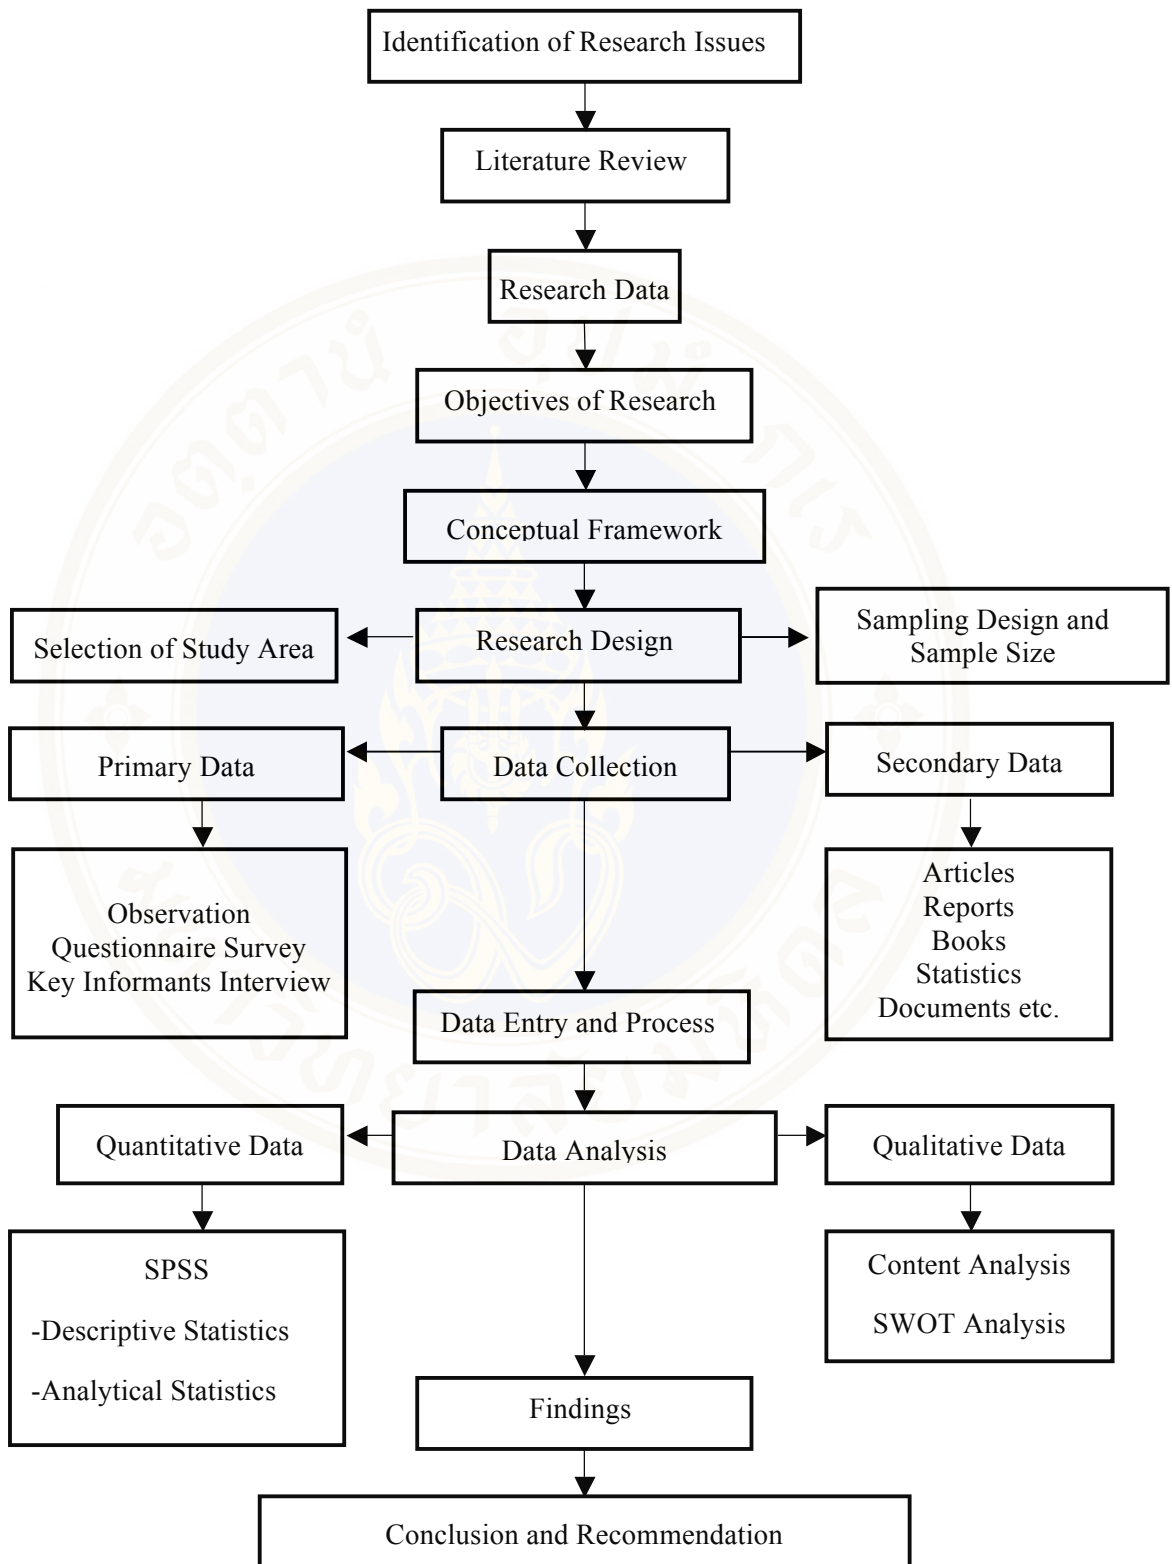 Identification of Research Issues
Literature Review
Research Data
Objectives of Research
Conceptual Framework
Selection of Study Area
Research Design
Sampling Design and
Sample Size
Primary Data
Data Collection
Secondary Data
Observation
Questionnaire Survey
Key Informants Interview
Articles
Reports
Books
Statistics
Documents etc.
Data Entry and Process
Quantitative Data
Data Analysis
Qualitative Data
SPSS
-Descriptive Statistics
-Analytical Statistics
Content Analysis
SWOT Analysis
Findings
Conclusion and Recommendation